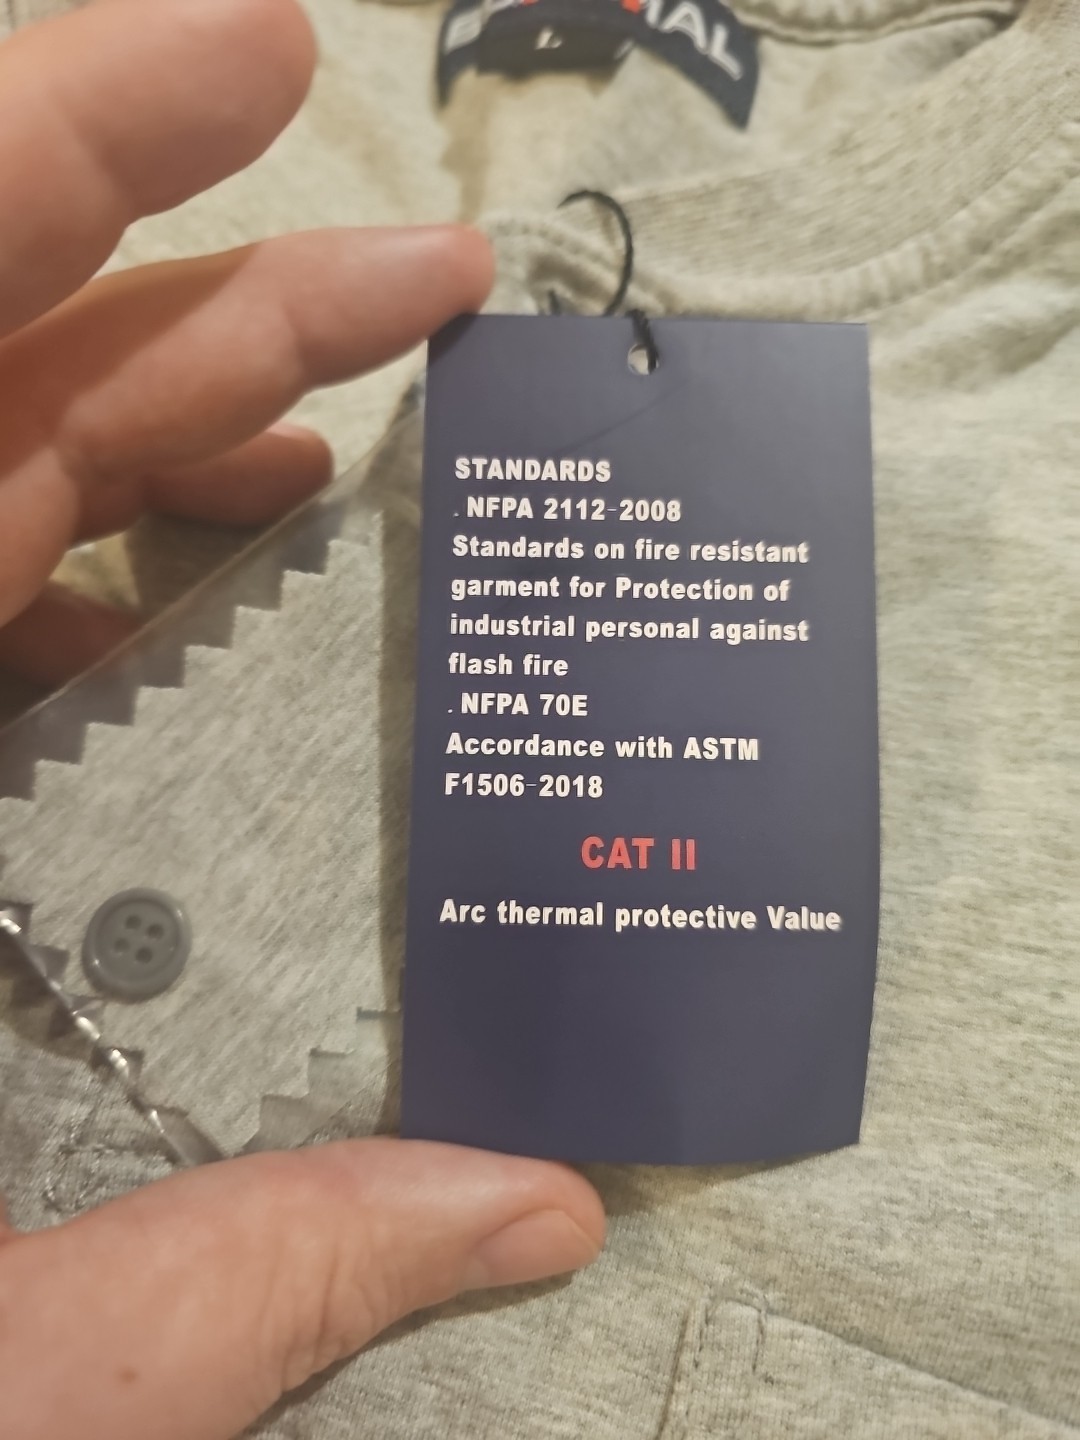 L
STANDARDS
. NFPA 2112-2008
Standards on fire resistant
garment for Protection of
industrial personal against
flash fire
. NFPA 70E
Accordance with ASTM
F1506-2018
CAT II
Arc thermal protective Value